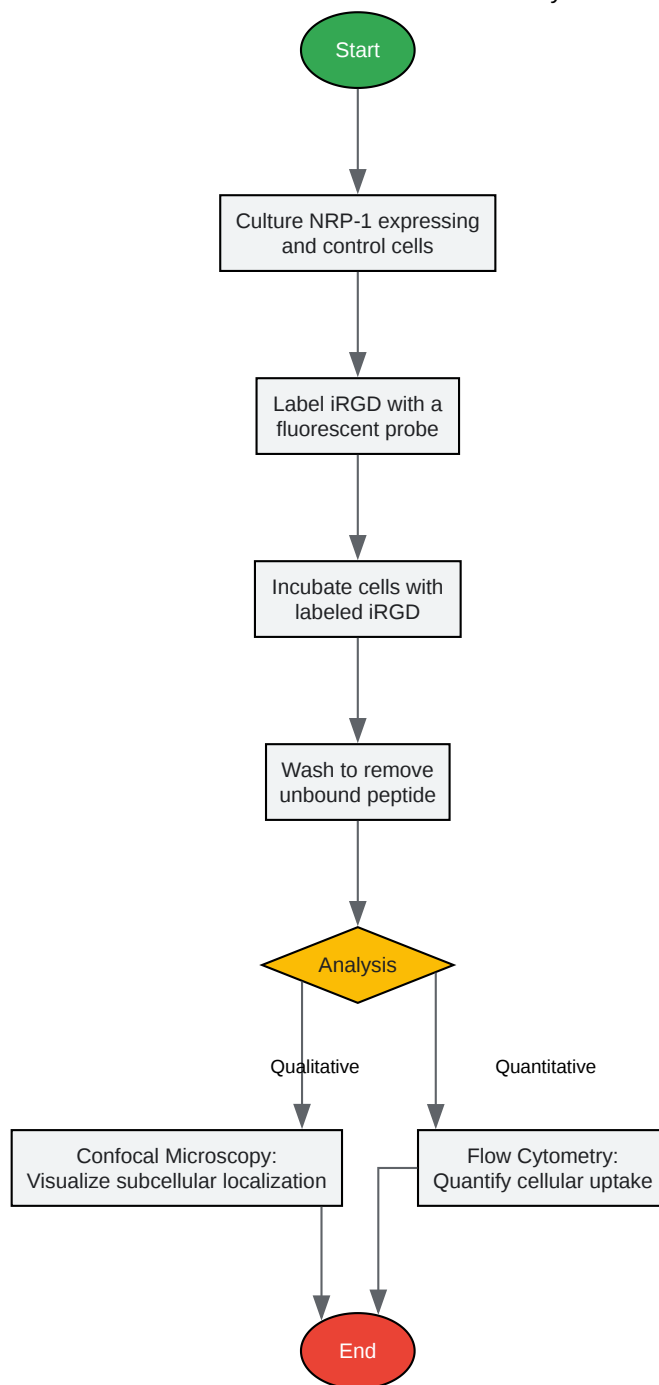 Start
Culture NRP-1 expressing
and control cells
Label iRGD with a
fluorescent probe
Incubate cells with
labeled iRGD
Wash to remove
unbound peptide
Analysis
Qualitative
Quantitative
Confocal Microscopy:
Visualize subcellular localization
Flow Cytometry:
Quantify cellular uptake
End